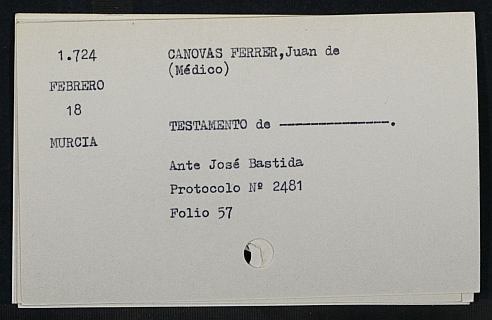 1.724
FEBRERO
18
MURCIA
CANOVAS FERRER,Juan de
(Médico)
TESTAMENTO de ——————————.
Ante José Bastida
Protocolo Nº 2481
Folio 57